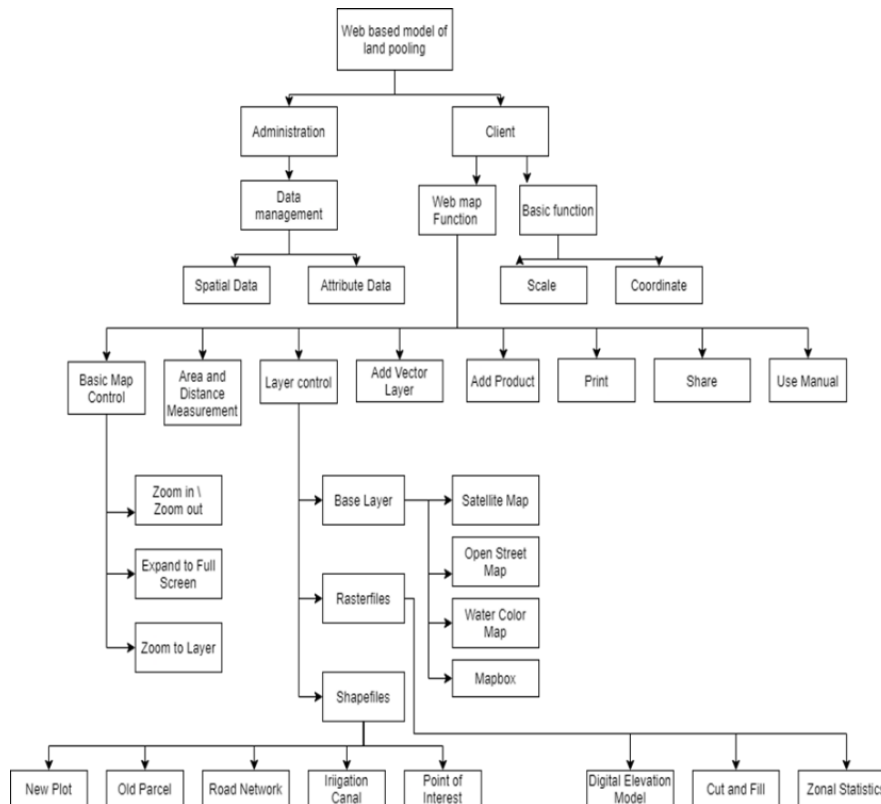 Web based model of
land pooling
Administration
Client
Data
management
Web map
Function
Basic function
Spatial Data
Attribute Data
Scale
Coordinate
Basic Map
Control
Area and
Distance
Measurement
Layer control
Add Vector
Layer
Add Product
Print
Share
Use Manual
Zoom in \
Zoom out
Expand to Full
Screen
Zoom to Layer
Base Layer
Rasterfiles
Shapefiles
Satellite Map
Open Street
Map
Water Color
Map
Mapbox
New Plot
Old Parcel
Road Network
Iriigation
Canal
Point of
Interest
Digital Elevation
Model
Cut and Fill
Zonal Statistics